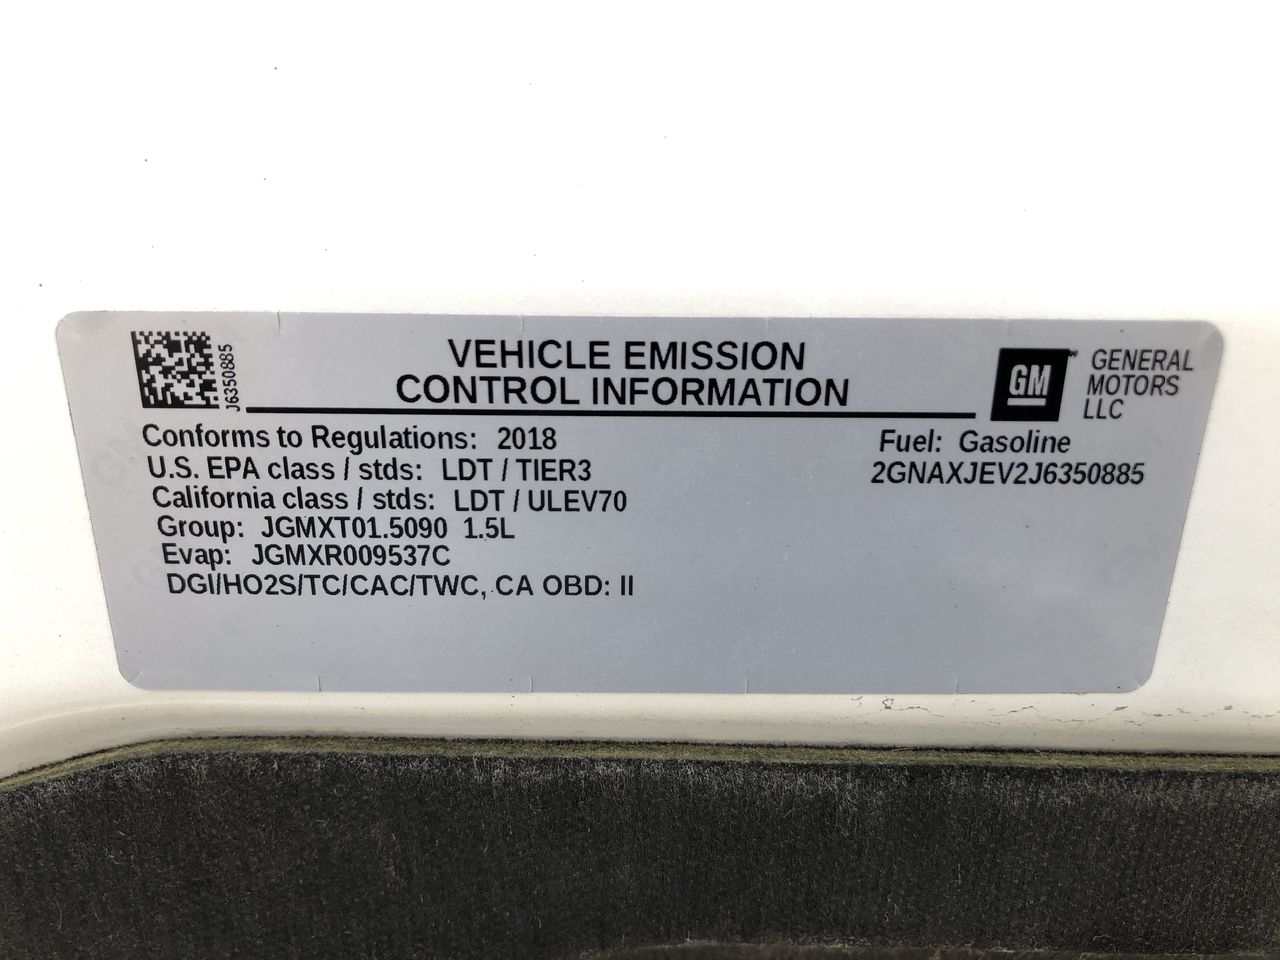 J6350885
VEHICLE EMISSION
CONTROL INFORMATION
GM
GENERAL
MOTORS
LLC
Conforms to Regulations: 2018
Fuel: Gasoline
U.S. EPA class / stds: LDT / TIER3
2GNAXJEV2J6350885
California class / stds: LDT / ULEV70
Group: JGMXT01.5090 1.5L
Evap: JGMXR009537C
DGI/HO2S/TC/CAC/TWC, CA OBD: II